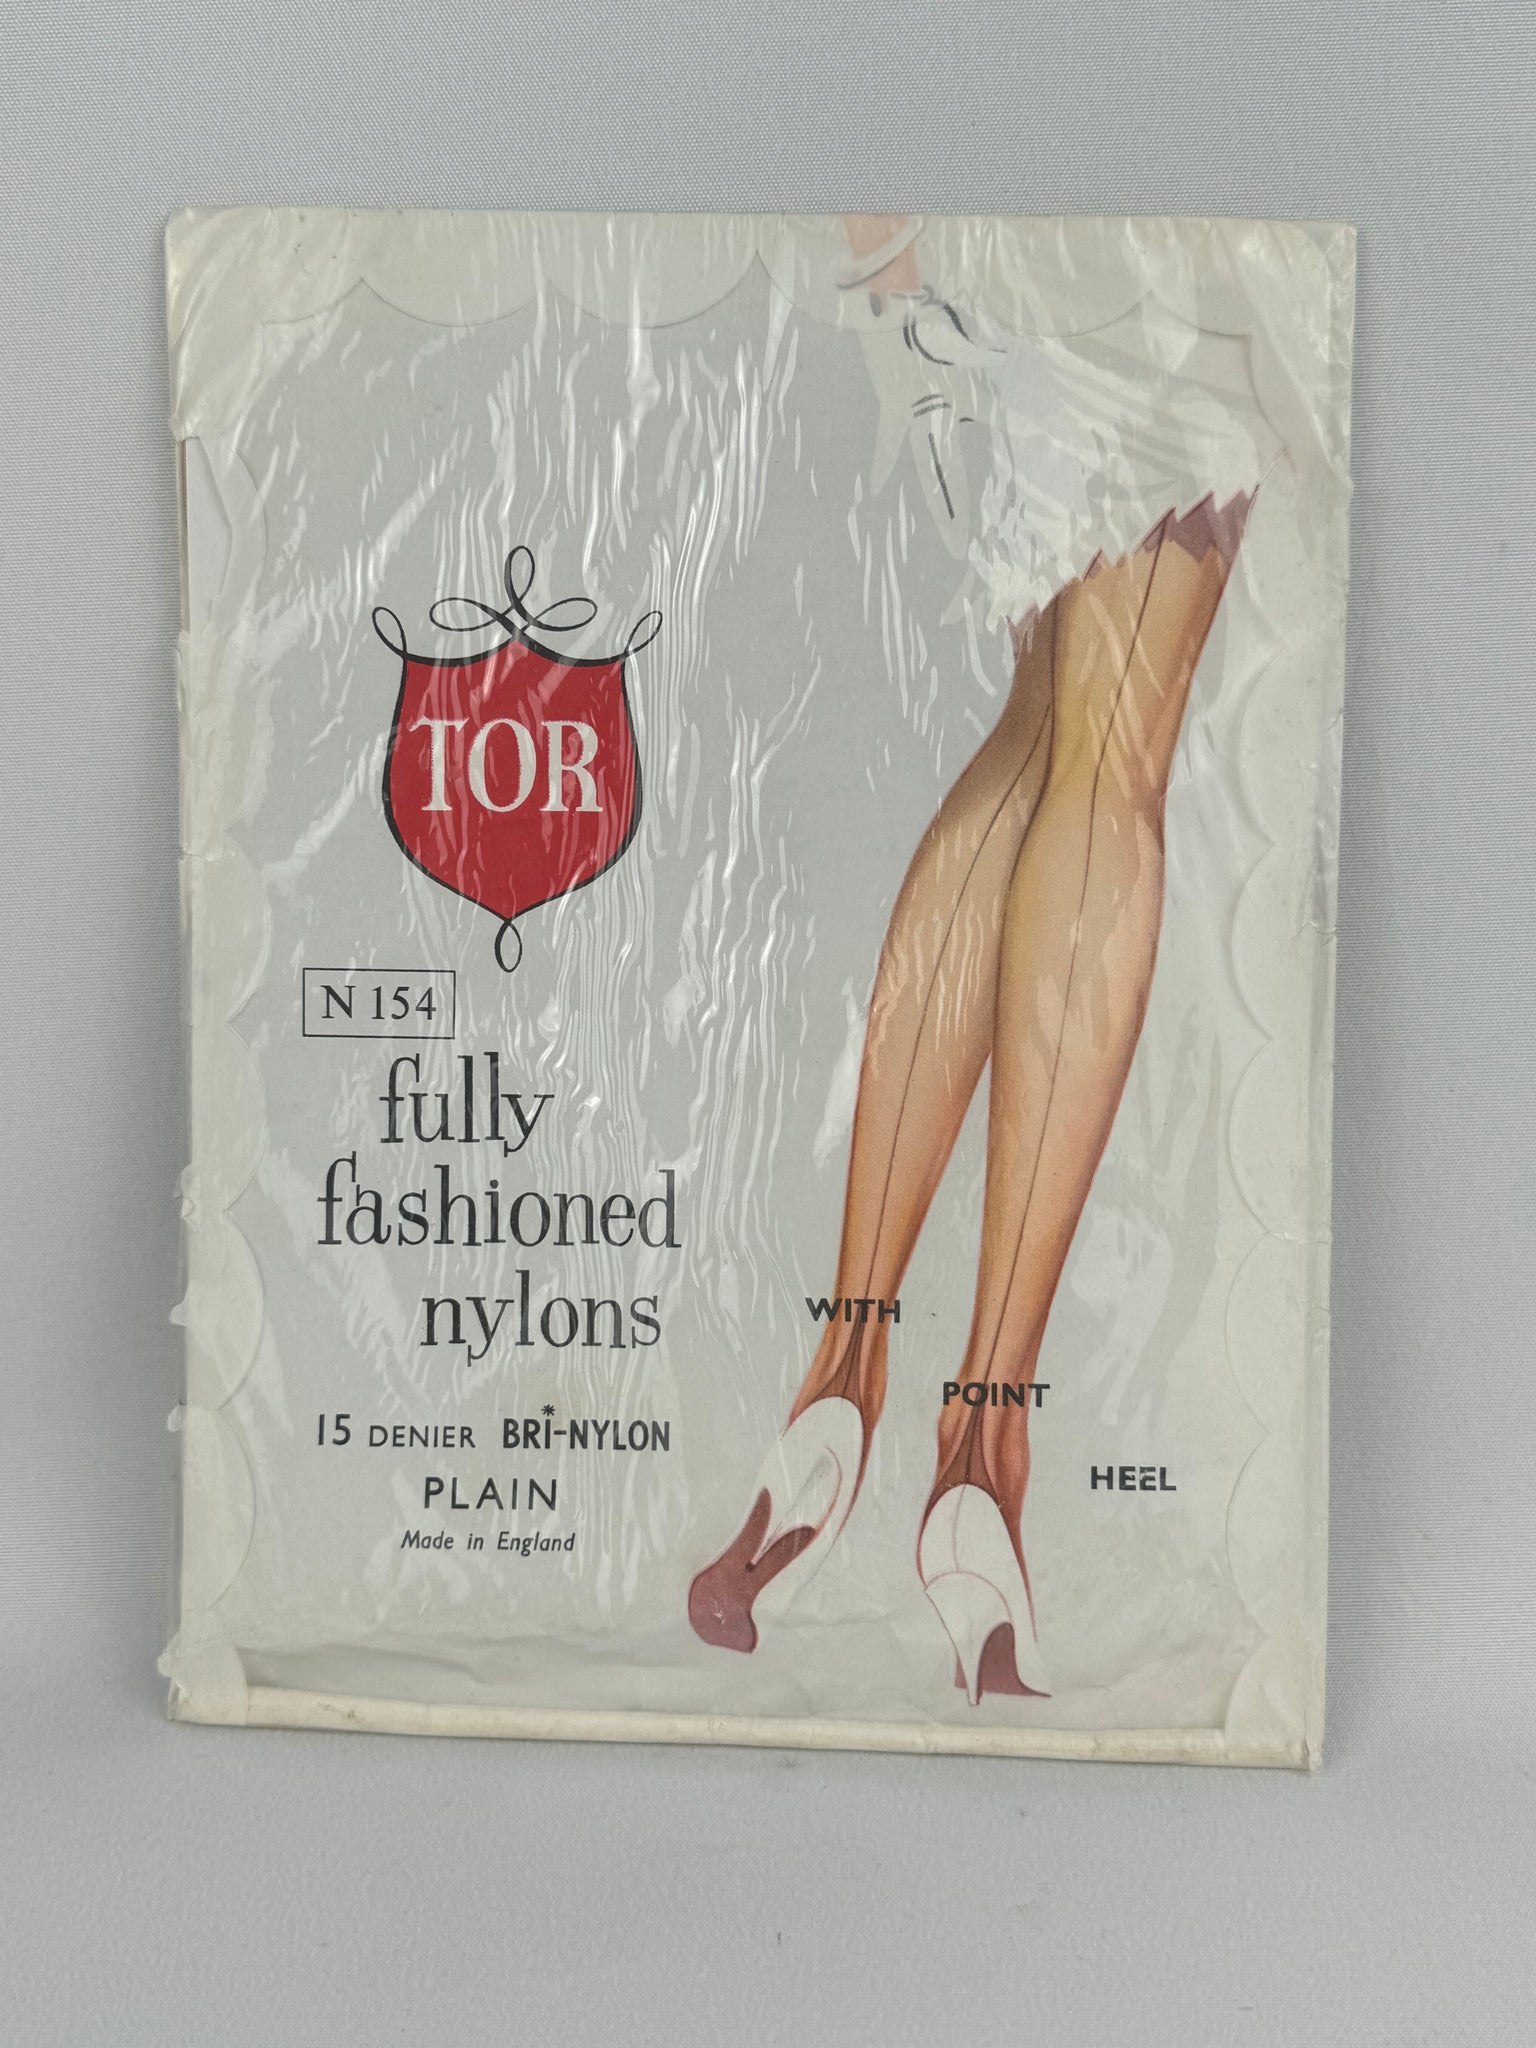 TOR
N 154
fully
fashioned
nylons
15 DENIER BRI*-NYLON
PLAIN
Made in England
WITH
POINT
HEEL